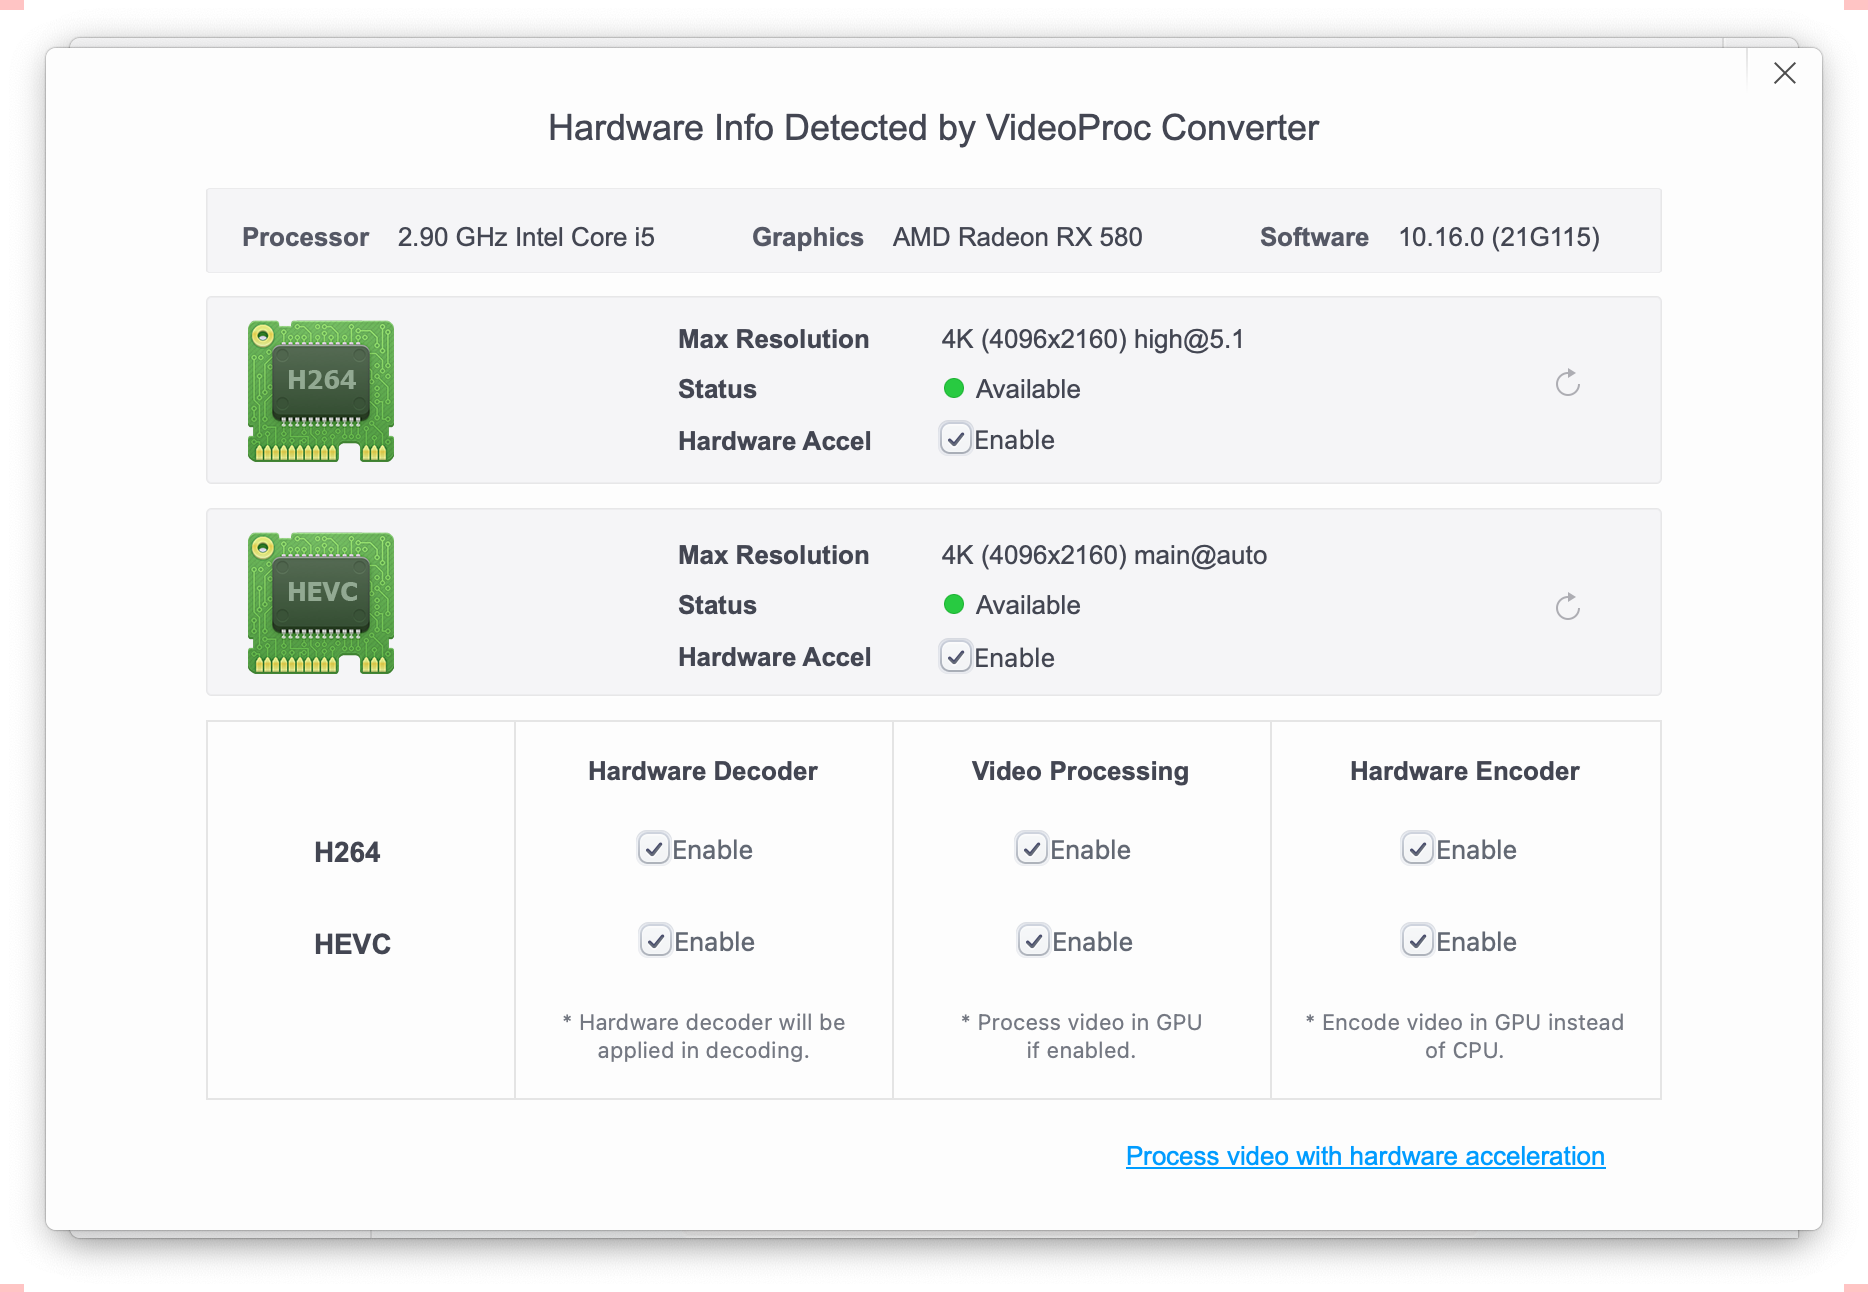 Hardware Info Detected by VideoProc Converter
Processor 2.90 GHz Intel Core i5 Graphics AMD Radeon RX 580 Software 10.16.0 (21G115)
H264
Max Resolution 4K (4096x2160) high@5.1
Status Available
Hardware Accel Enable
HEVC
Max Resolution 4K (4096x2160) main@auto
Status Available
Hardware Accel Enable
Hardware Decoder Video Processing Hardware Encoder
H264 Enable Enable Enable
HEVC Enable Enable Enable
* Hardware decoder will be
applied in decoding.
* Process video in GPU
if enabled.
* Encode video in GPU instead
of CPU.
Process video with hardware acceleration